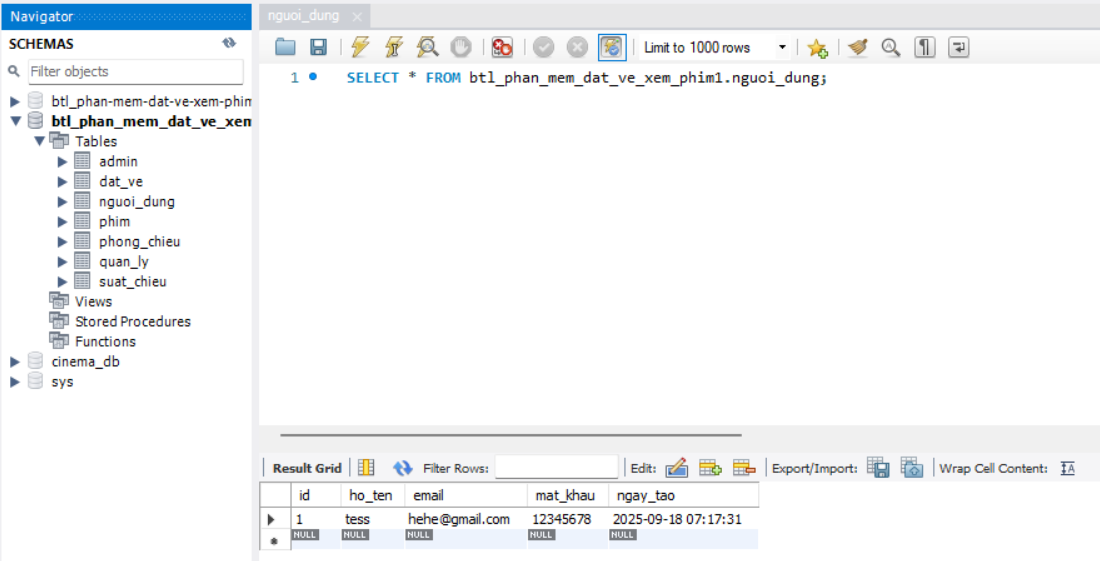 Navigator
SCHEMAS
Filter objects
btl_phan-mem-dat-ve-xem-phim
btl_phan_mem_dat_ve_xem
Tables
admin
dat_ve
nguoi_dung
phim
phong_chieu
quan_ly
suat_chieu
Views
Stored Procedures
Functions
cinema_db
sys
nguoi_dung
Limit to 1000 rows
1 SELECT * FROM btl_phan_mem_dat_ve_xem_phim1.nguoi_dung;
Result Grid Filter Rows: Edit: Export/Import: Wrap Cell Content:
id ho_ten email mat_khau ngay_tao
1 tess hehe@gmail.com 12345678 2025-09-18 07:17:31
NULL NULL NULL NULL NULL